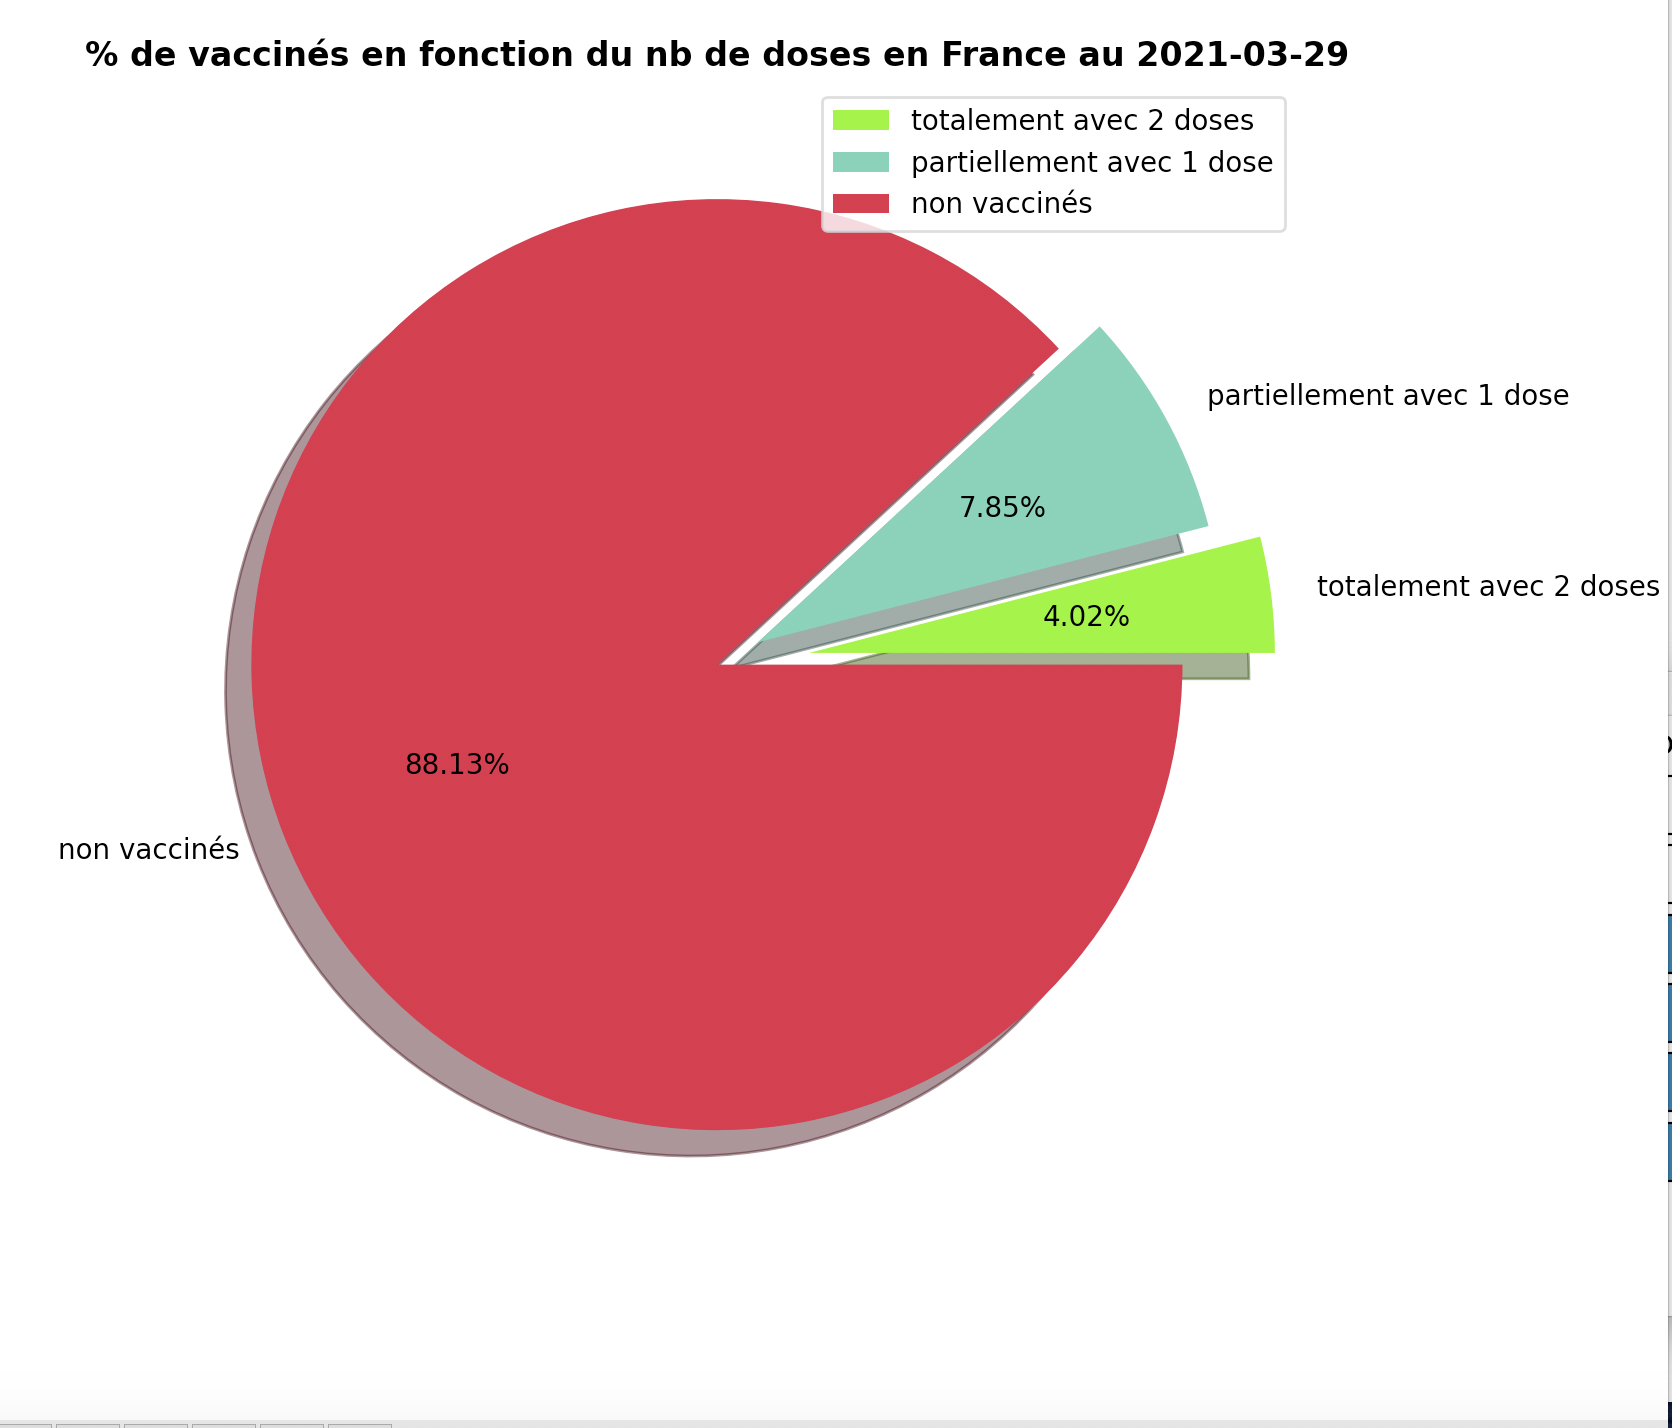 % de vaccinés en fonction du nb de doses en France au 2021-03-29
totalement avec 2 doses
partiellement avec 1 dose
non vaccinés
partiellement avec 1 dose
7.85%
totalement avec 2 doses
4.02%
88.13%
non vaccinés